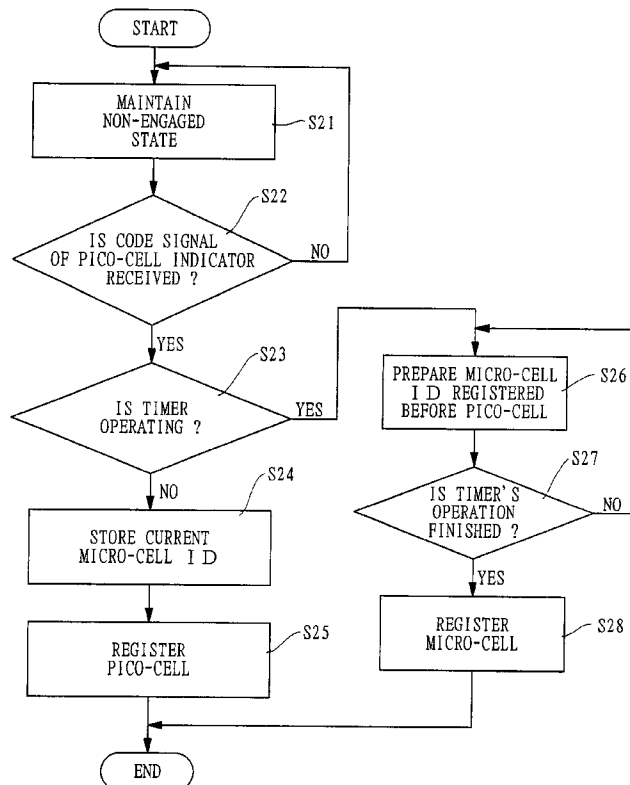 START
MAINTAIN
NON-ENGAGED
STATE
S21
S22
IS CODE SIGNAL
OF PICO-CELL INDICATOR
RECEIVED ?
NO
YES
S23
IS TIMER
OPERATING ?
YES
NO
S24
STORE CURRENT
MICRO-CELL ID
S25
REGISTER
PICO-CELL
PREPARE MICRO-CELL
ID REGISTERED
BEFORE PICO-CELL
S26
S27
IS TIMER'S
OPERATION
FINISHED ?
NO
YES
REGISTER
MICRO-CELL
S28
END